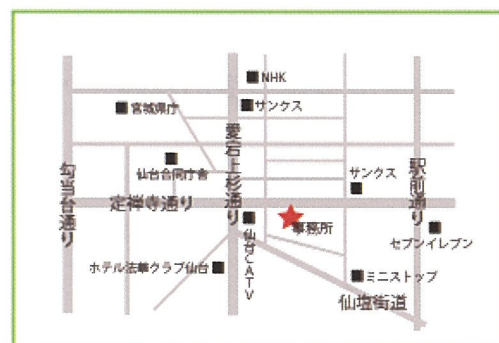 NHK
宮城県庁
サンクス
愛宕上杉通り
仙台合同庁舎
サンクス
駅前通り
勾当台通り
定禅寺通り
事務所
セブンイレブン
仙台CATV
ホテル法華クラブ仙台
ミニストップ
仙塩街道